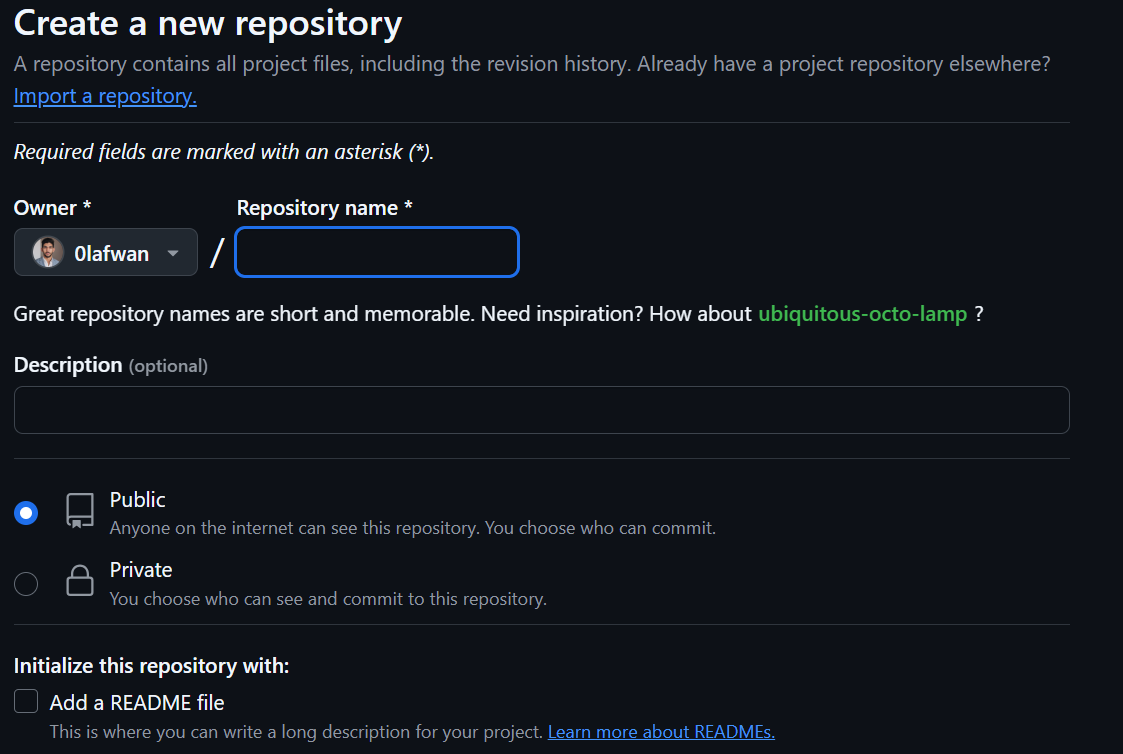 Create a new repository
A repository contains all project files, including the revision history. Already have a project repository elsewhere?
Import a repository.
Required fields are marked with an asterisk (*).
Owner * Repository name *
0lafwan /
Great repository names are short and memorable. Need inspiration? How about ubiquitous-octo-lamp ?
Description (optional)
Public
Anyone on the internet can see this repository. You choose who can commit.
Private
You choose who can see and commit to this repository.
Initialize this repository with:
Add a README file
This is where you can write a long description for your project. Learn more about READMEs.